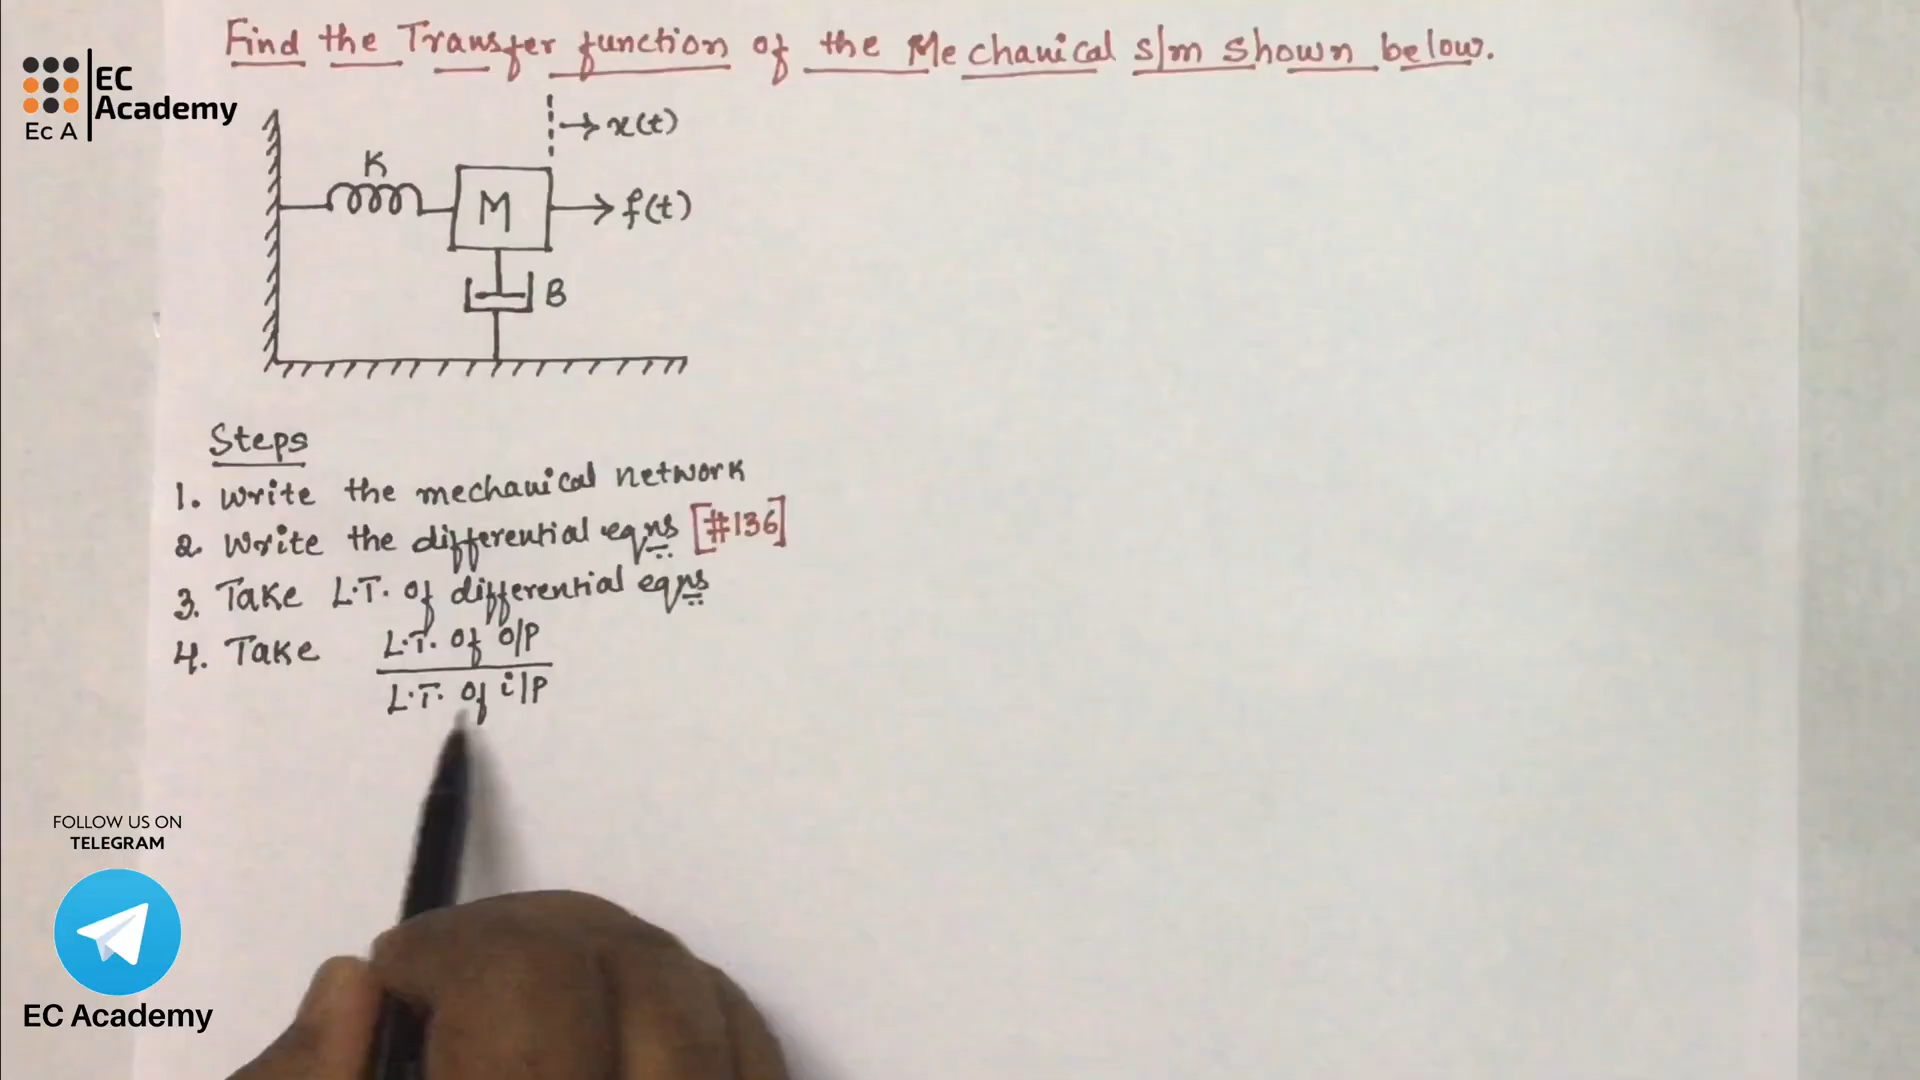 Find the Transfer function of the Mechanical s/m shown below.
EC
Academy
Ec A
x(t)
K
M
f(t)
B
Steps
1. Write the mechanical network
2. Write the differential eqns [#136]
3. Take L.T. of differential eqns
4. Take L.T. of o/P
L.T. of i/P
FOLLOW US ON
TELEGRAM
EC Academy